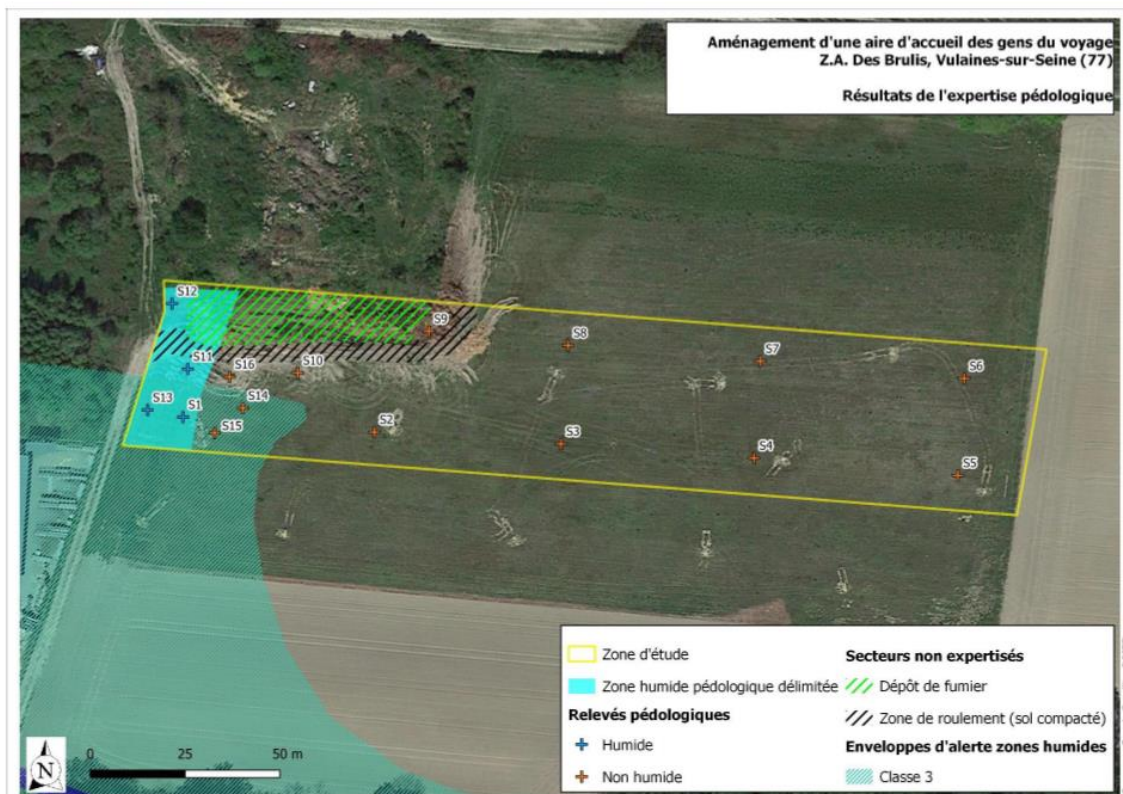 Aménagement d'une aire d'accueil des gens du voyage
Z.A. Des Brulis, Vulaines-sur-Seine (77)
Résultats de l'expertise pédologique
S12
S9
S8
S7
S11
S16
S10
S6
S13
S1
S14
S15
S2
S3
S4
S5
Zone d'étude
Zone humide pédologique délimitée
Relevés pédologiques
Humide
Non humide
Secteurs non expertisés
Dépôt de fumier
Zone de roulement (sol compacté)
Enveloppes d'alerte zones humides
Classe 3
N
0 25 50 m